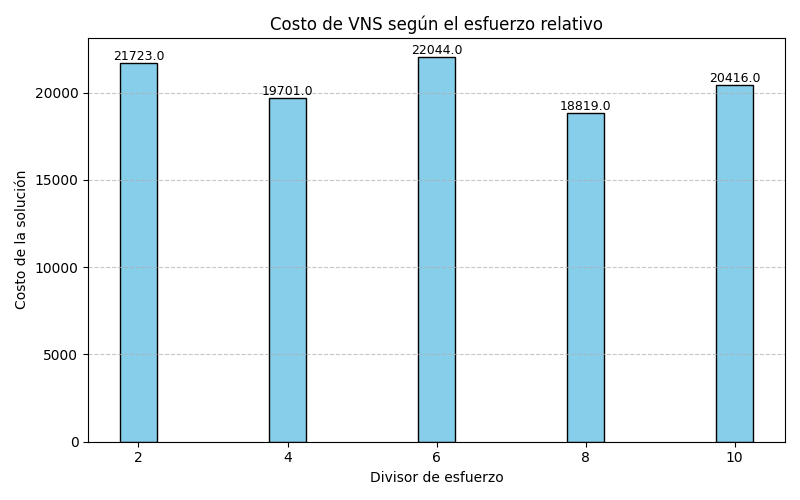 Costo de VNS según el esfuerzo relativo
21723.0
19701.0
22044.0
18819.0
20416.0
20000
15000
10000
5000
0
Costo de la solución
2 4 6 8 10
Divisor de esfuerzo